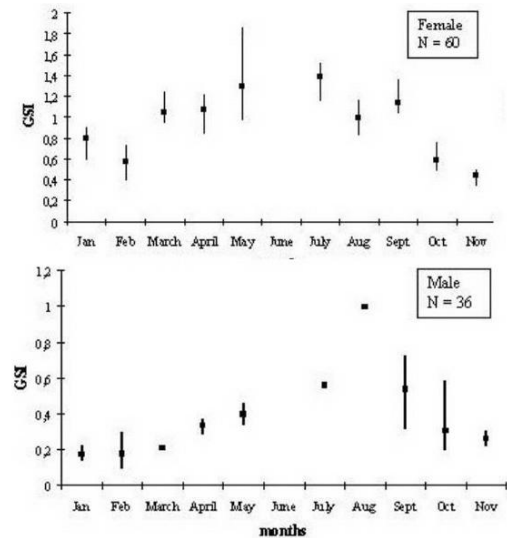 2
1,8
1,6
1,4
1,2
1
0,8
0,6
0,4
0,2
0
GSI
Female
N = 60
Jan Feb March April May June July Aug Sept Oct Nov
1,2
1
0,8
0,6
0,4
0,2
0
GSI
Male
N = 36
Jan Feb March April May June July Aug Sept Oct Nov
months